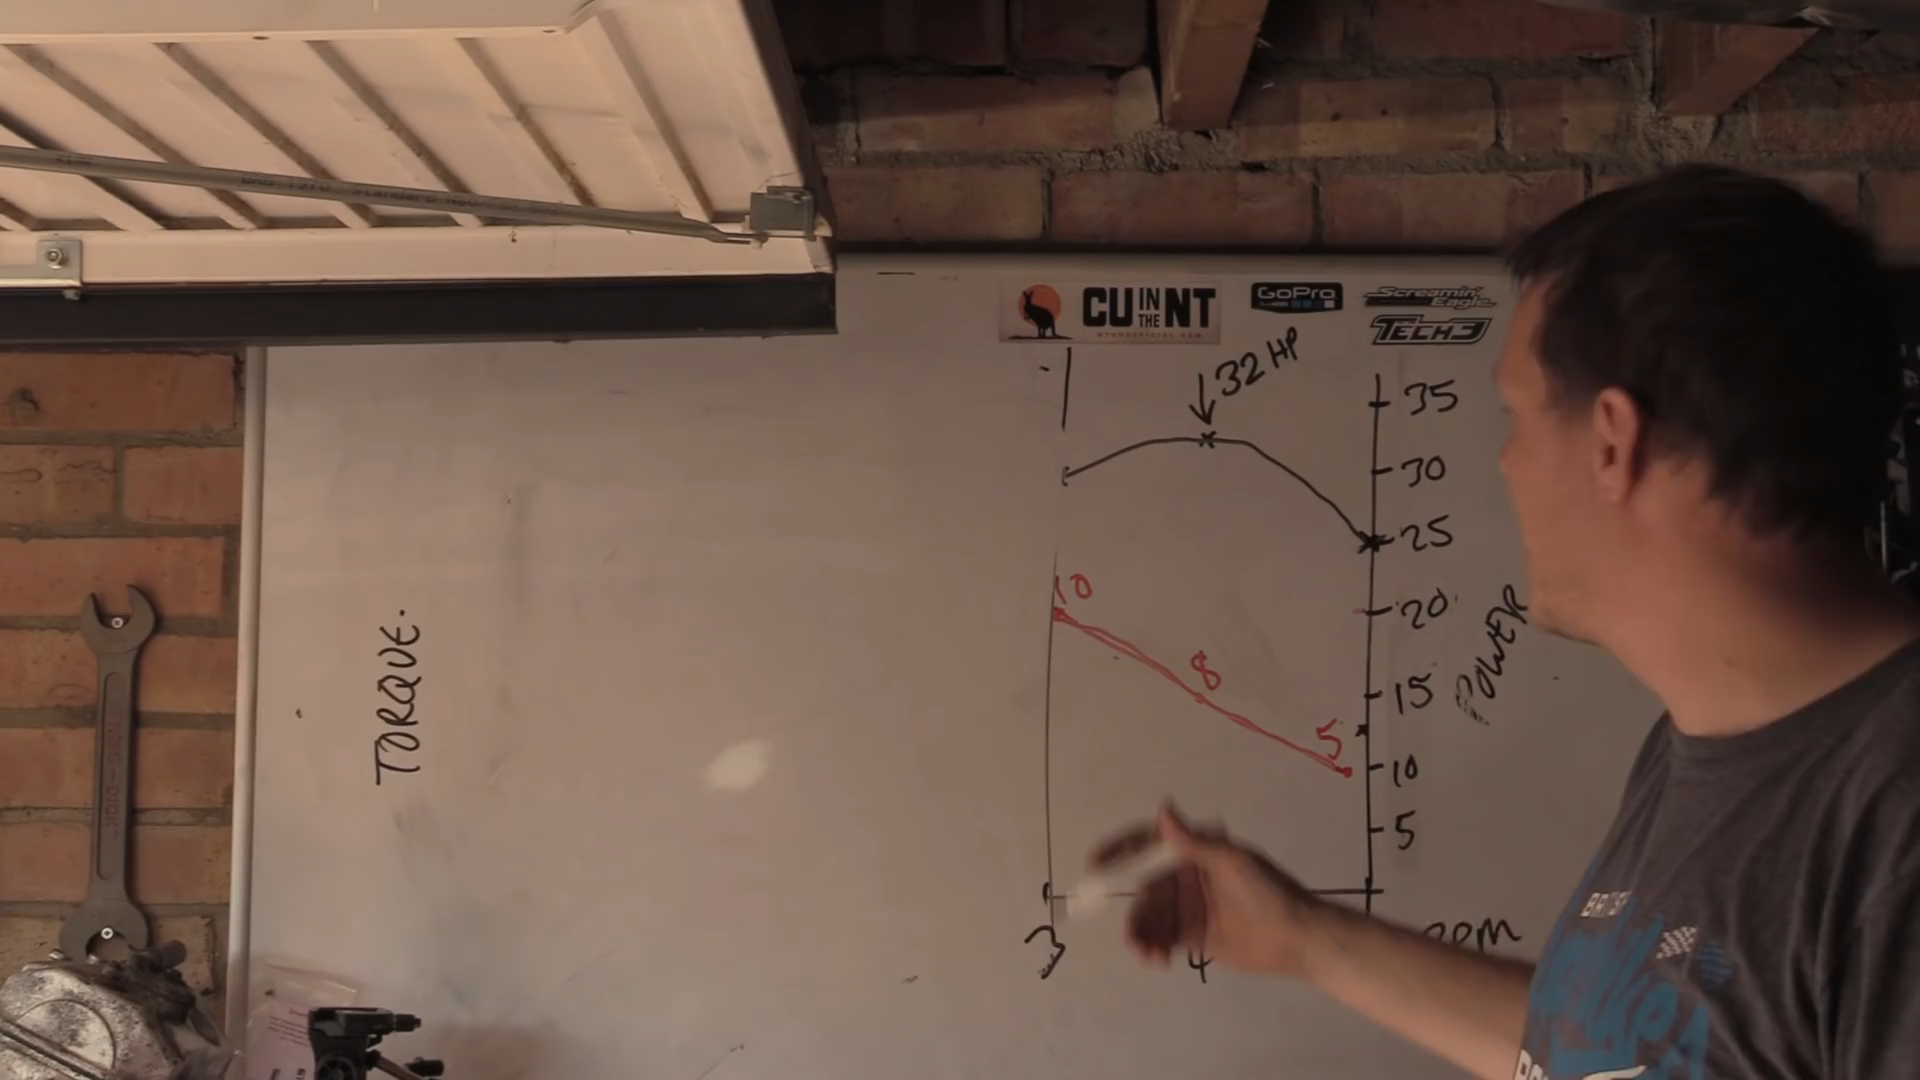 CU IN THE NT
GoPro
Screamin' Eagle
TECH3
32 HP
35
30
25
20
15
10
5
10
8
5
TORQUE.
POWER
3
4
RPM